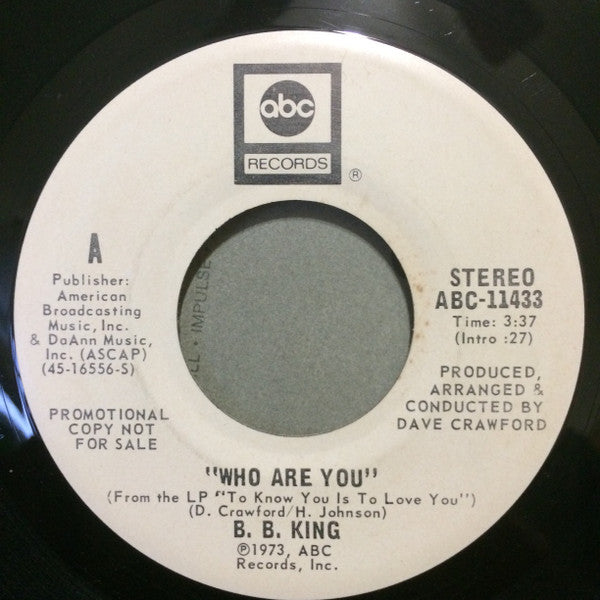 abc
RECORDS
®
A
Publisher:
American
Broadcasting
Music, Inc.
& DaAnn Music,
Inc. (ASCAP)
(45-16556-S)
PROMOTIONAL
COPY NOT
FOR SALE
LL • IMPULSE
STEREO
ABC-11433
Time: 3:37
(Intro :27)
PRODUCED,
ARRANGED &
CONDUCTED BY
DAVE CRAWFORD
"WHO ARE YOU"
(From the LP "To Know You Is To Love You")
(D. Crawford/H. Johnson)
B. B. KING
℗1973, ABC
Records, Inc.